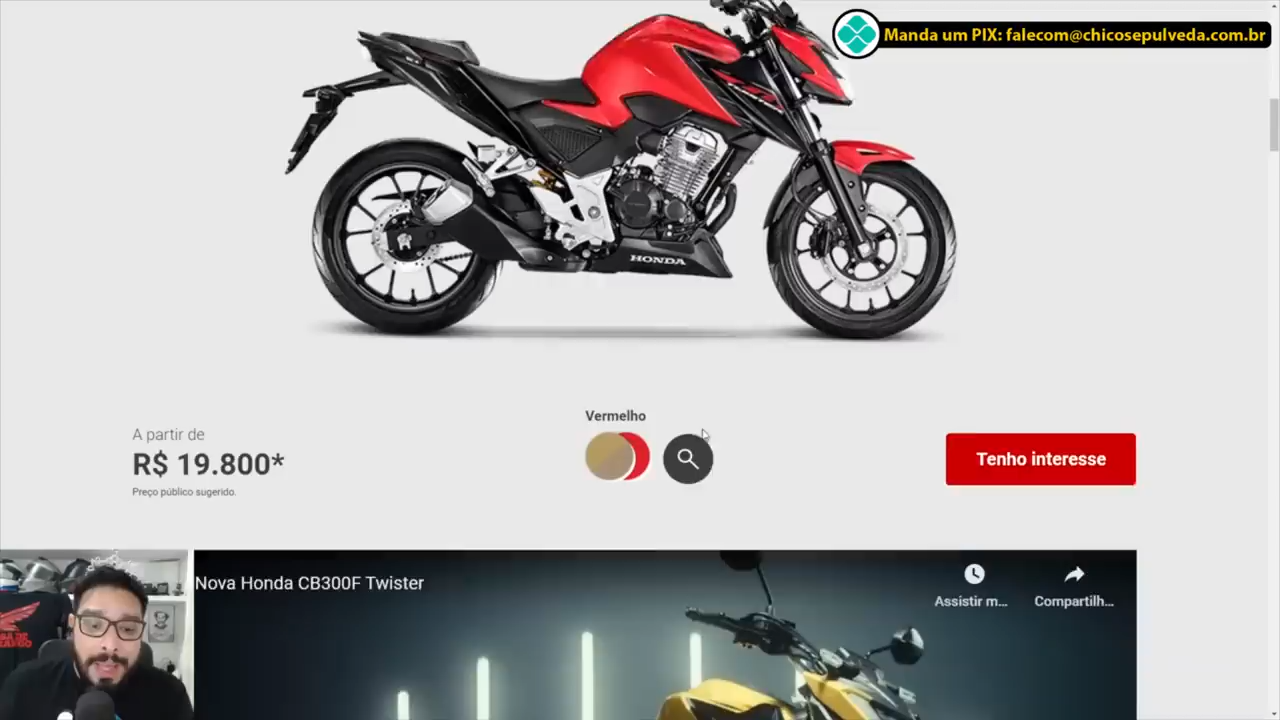 Manda um PIX: falecom@chicosepulveda.com.br
HONDA
Vermelho
A partir de
R$ 19.800*
Preço público sugerido.
Tenho interesse
Nova Honda CB300F Twister
Assistir m...
Compartilh...